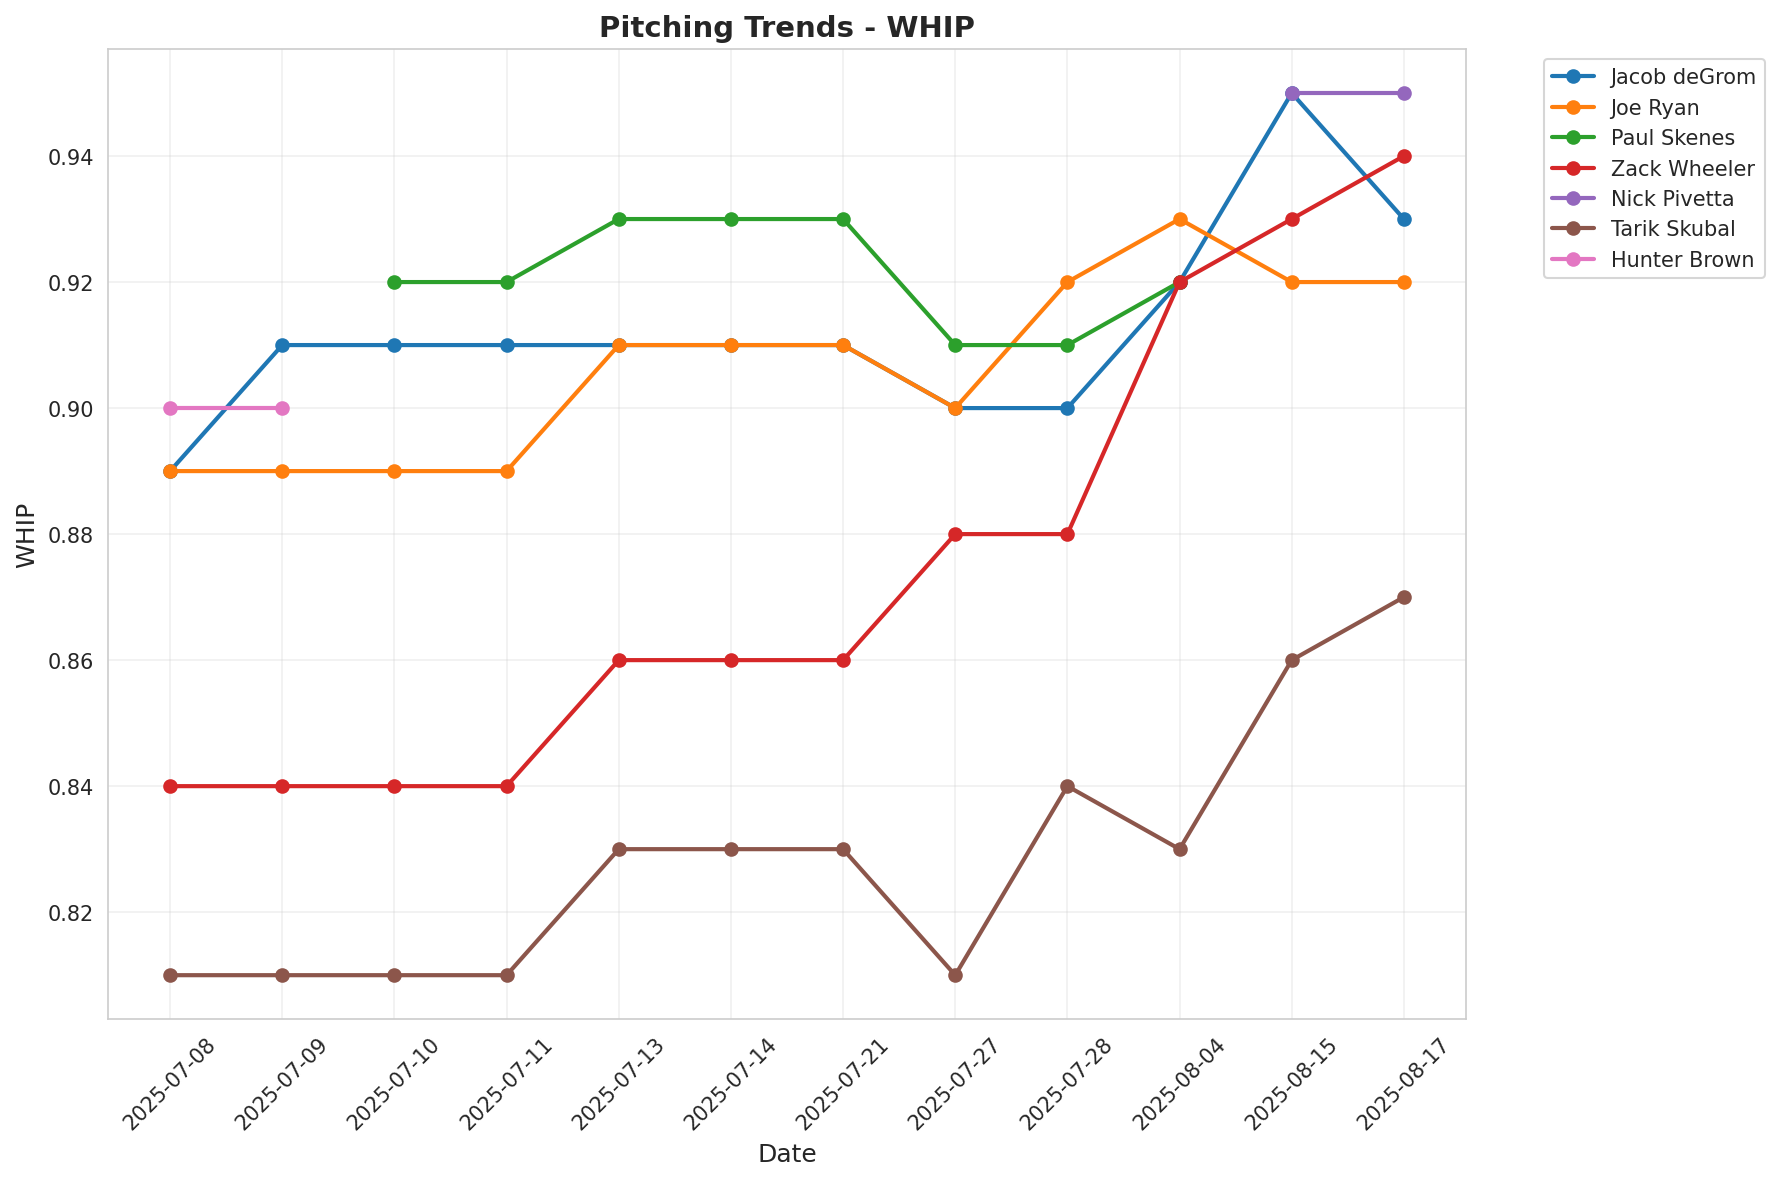 Pitching Trends - WHIP
Jacob deGrom
Joe Ryan
Paul Skenes
Zack Wheeler
Nick Pivetta
Tarik Skubal
Hunter Brown
WHIP
0.94
0.92
0.90
0.88
0.86
0.84
0.82
2025-07-08
2025-07-09
2025-07-10
2025-07-11
2025-07-13
2025-07-14
2025-07-21
2025-07-27
2025-07-28
2025-08-04
2025-08-15
2025-08-17
Date